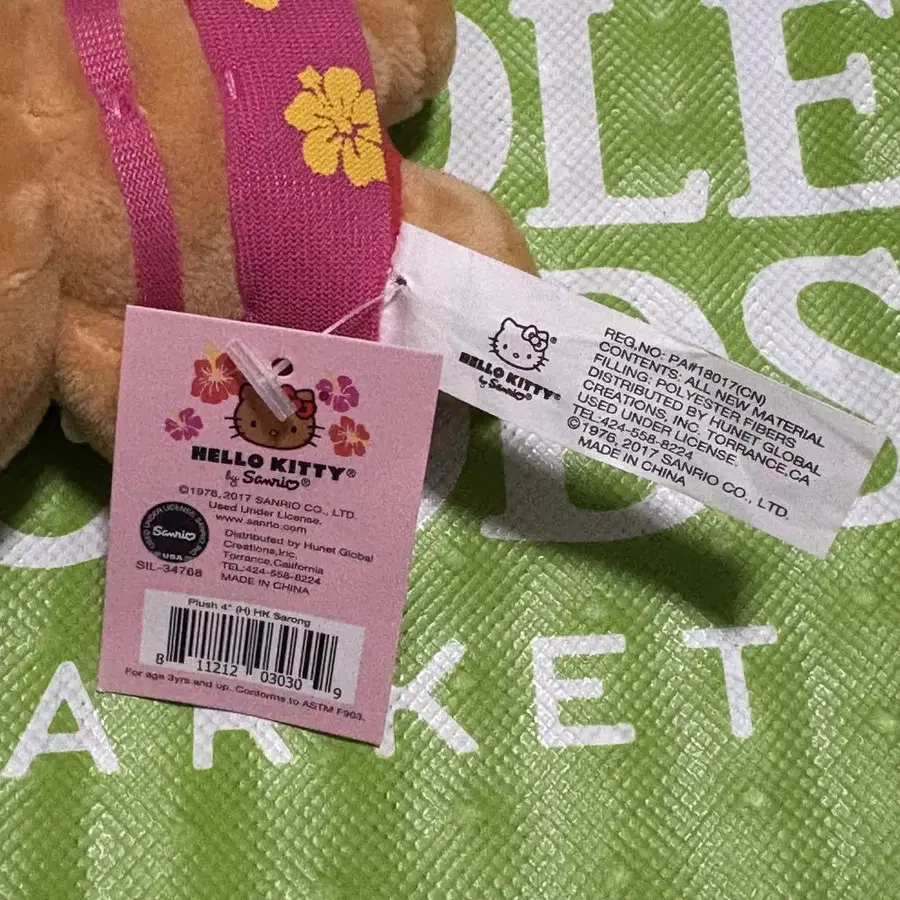 OLE
ODS
MARKET
HELLO KITTY®
by Sanrio®
REG.NO: PA#18017(CN)
CONTENTS: ALL NEW MATERIAL
FILLING: POLYESTER FIBERS
DISTRIBUTED BY HUNET GLOBAL
CREATIONS, INC. TORRANCE,CA
TEL:424-558-8224
USED UNDER LICENSE.
©1976, 2017 SANRIO CO., LTD.
MADE IN CHINA
HELLO KITTY®
by Sanrio®
©1976, 2017 SANRIO CO., LTD.
Used Under License.
www.sanrio.com
Sanrio
USA
SIL-34768
Distributed by Hunet Global
Creations,Inc.
Torrance,California
TEL:424-558-8224
MADE IN CHINA
Plush 4" (H) HK Sarong
8 11212 03030 9
For age 3yrs and up. Conforms to ASTM F963.